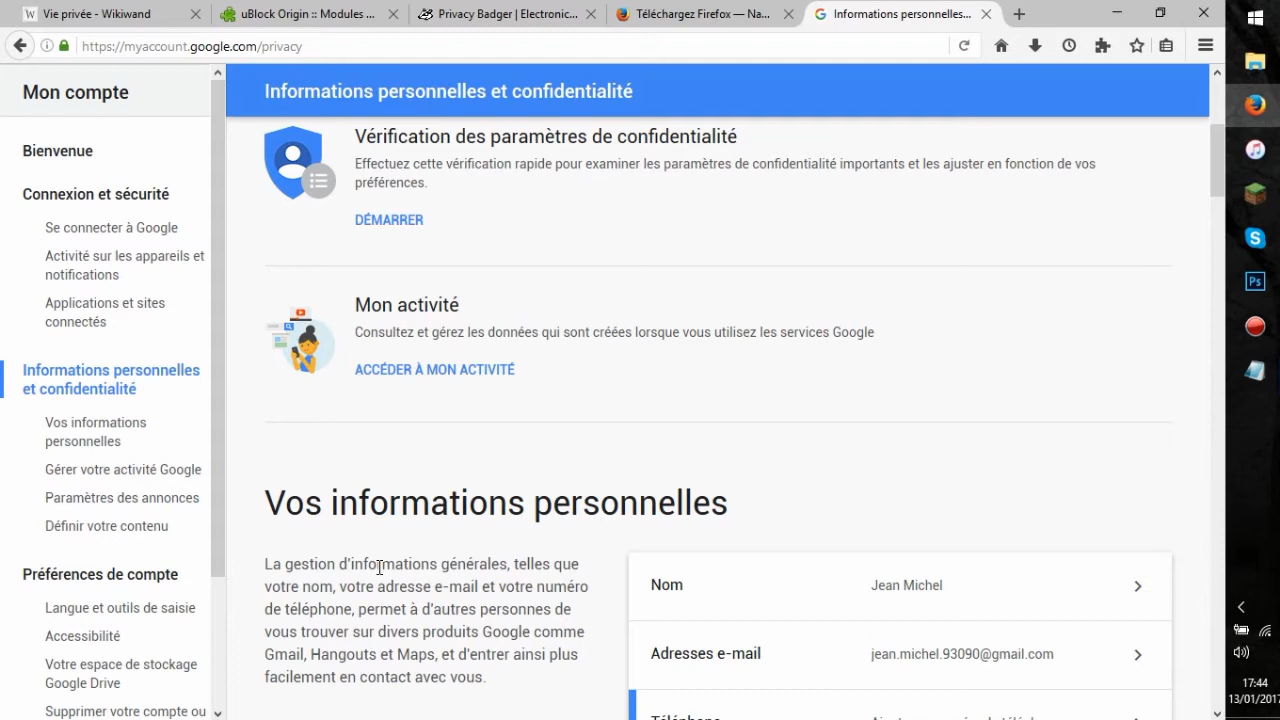 Vie privée - Wikiwand
uBlock Origin :: Modules ...
Privacy Badger | Electronic...
Téléchargez Firefox — Na...
Informations personnelles...
https://myaccount.google.com/privacy
Mon compte
Bienvenue
Connexion et sécurité
Se connecter à Google
Activité sur les appareils et
notifications
Applications et sites
connectés
Informations personnelles
et confidentialité
Vos informations
personnelles
Gérer votre activité Google
Paramètres des annonces
Définir votre contenu
Préférences de compte
Langue et outils de saisie
Accessibilité
Votre espace de stockage
Google Drive
Supprimer votre compte ou
Informations personnelles et confidentialité
Vérification des paramètres de confidentialité
Effectuez cette vérification rapide pour examiner les paramètres de confidentialité importants et les ajuster en fonction de vos
préférences.
DÉMARRER
Mon activité
Consultez et gérez les données qui sont créées lorsque vous utilisez les services Google
ACCÉDER À MON ACTIVITÉ
Vos informations personnelles
La gestion d'informations générales, telles que
votre nom, votre adresse e-mail et votre numéro
de téléphone, permet à d'autres personnes de
vous trouver sur divers produits Google comme
Gmail, Hangouts et Maps, et d'entrer ainsi plus
facilement en contact avec vous.
Nom Jean Michel
Adresses e-mail jean.michel.93090@gmail.com
Téléphone
Ps
17:44
13/01/2017